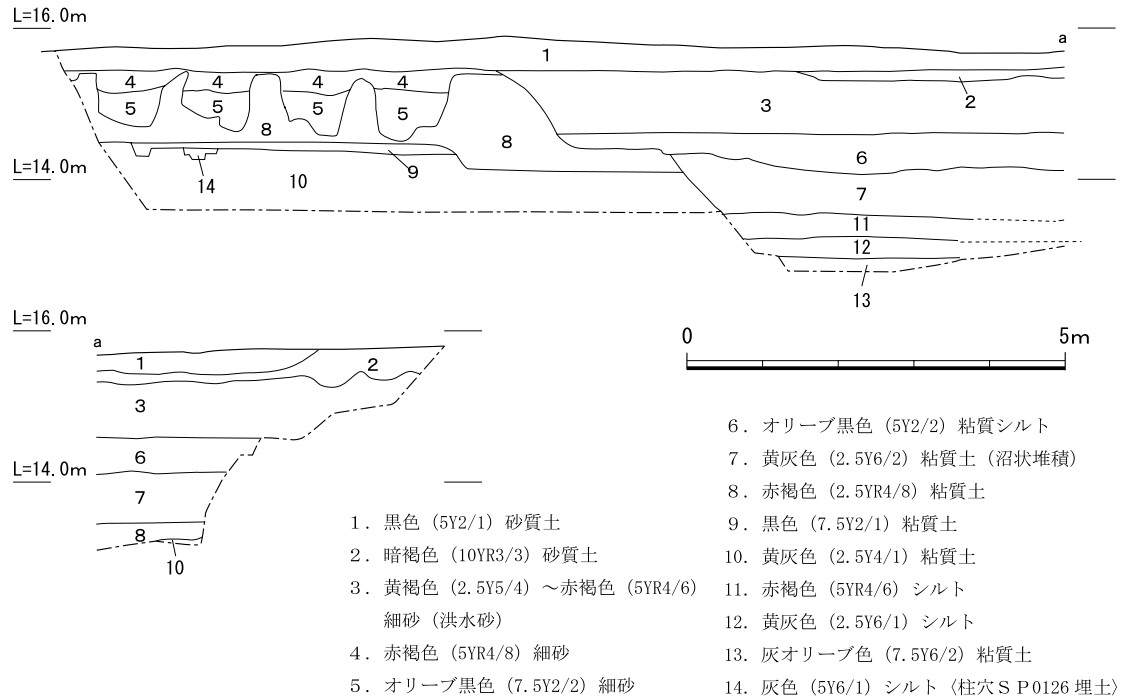 L=16.0m
a
1
4 4 4 4
2
5 5 5 5
3
8
8
6
14.0m
L=14.0m
9
14
10
7
11
12
13
L=16.0m
a
1
2
3
6
L=14.0m
7
8
10
0 5m
1．黒色（5Y2/1）砂質土
2．暗褐色（10YR3/3）砂質土
3．黄褐色（2.5Y5/4）～赤褐色（5YR4/6）
細砂（洪水砂）
4．赤褐色（5YR4/8）細砂
5．オリーブ黒色（7.5Y2/2）細砂
6．オリーブ黒色（5Y2/2）粘質シルト
7．黄灰色（2.5Y6/2）粘質土（沼状堆積）
8．赤褐色（2.5YR4/8）粘質土
9．黒色（7.5Y2/1）粘質土
10．黄灰色（2.5Y4/1）粘質土
11．赤褐色（5YR4/6）シルト
12．黄灰色（2.5Y6/1）シルト
13．灰オリーブ色（7.5Y6/2）粘質土
14．灰色（5Y6/1）シルト〈柱穴ＳＰ0126埋土〉